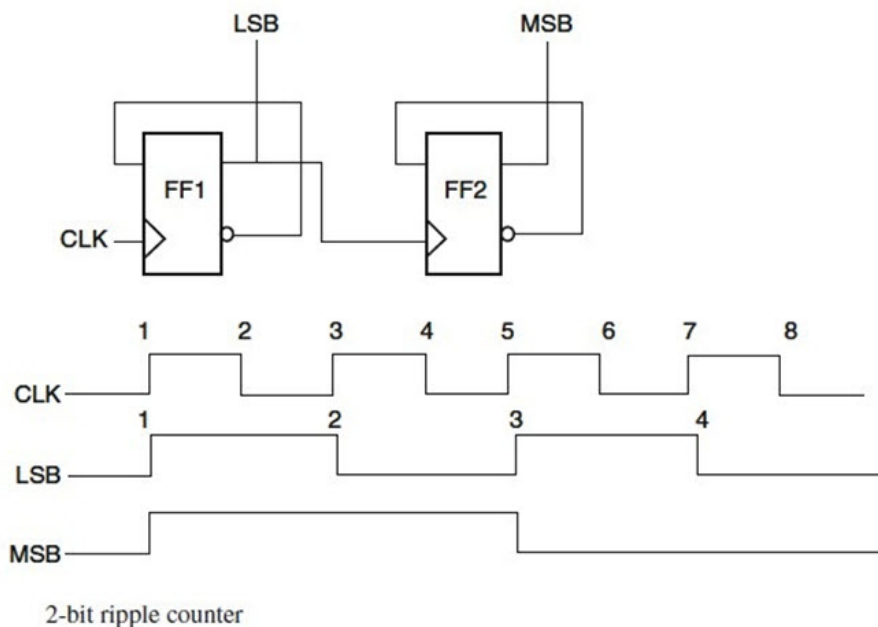 LSB MSB
FF1 FF2
CLK
1 2 3 4 5 6 7 8
CLK
1 2 3 4
LSB
MSB
2-bit ripple counter